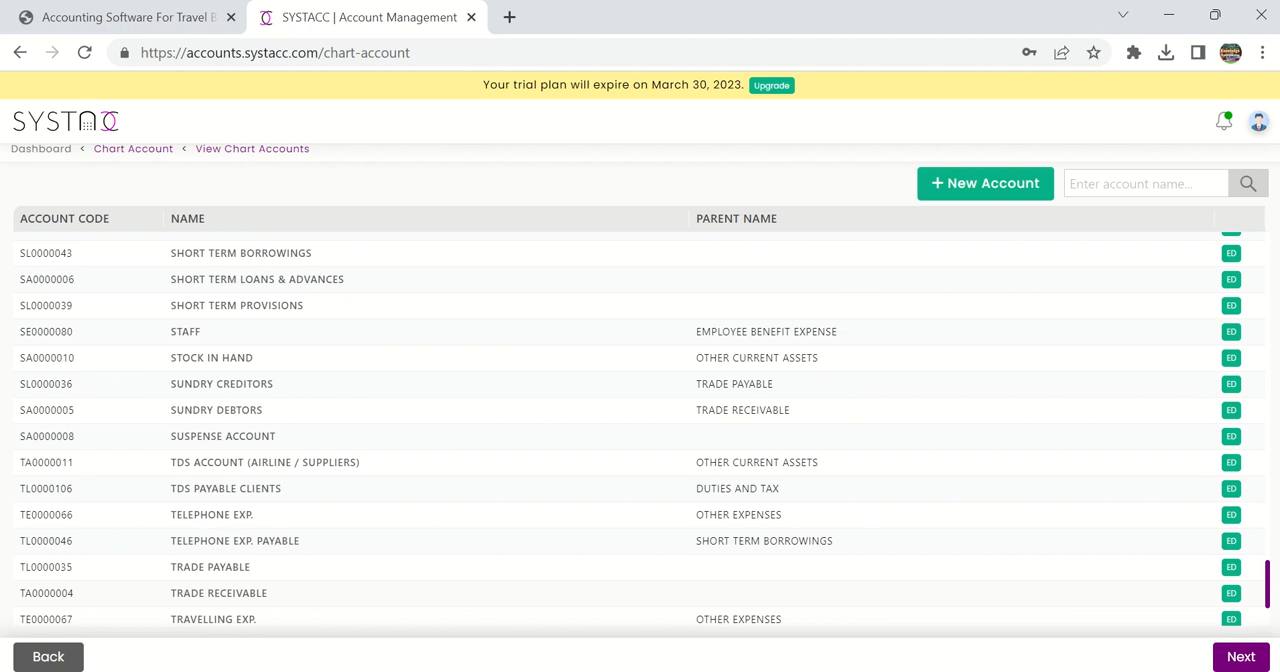 Accounting Software For Travel B
SYSTACC | Account Management
https://accounts.systacc.com/chart-account
Your trial plan will expire on March 30, 2023. Upgrade
SYSTACC
Dashboard < Chart Account < View Chart Accounts
+ New Account
Enter account name...
ACCOUNT CODE NAME PARENT NAME
SL0000043 SHORT TERM BORROWINGS ED
SA0000006 SHORT TERM LOANS & ADVANCES ED
SL0000039 SHORT TERM PROVISIONS ED
SE0000080 STAFF EMPLOYEE BENEFIT EXPENSE ED
SA0000010 STOCK IN HAND OTHER CURRENT ASSETS ED
SL0000036 SUNDRY CREDITORS TRADE PAYABLE ED
SA0000005 SUNDRY DEBTORS TRADE RECEIVABLE ED
SA0000008 SUSPENSE ACCOUNT ED
TA0000011 TDS ACCOUNT (AIRLINE / SUPPLIERS) OTHER CURRENT ASSETS ED
TL0000106 TDS PAYABLE CLIENTS DUTIES AND TAX ED
TE0000066 TELEPHONE EXP. OTHER EXPENSES ED
TL0000046 TELEPHONE EXP. PAYABLE SHORT TERM BORROWINGS ED
TL0000035 TRADE PAYABLE ED
TA0000004 TRADE RECEIVABLE ED
TE0000067 TRAVELLING EXP. OTHER EXPENSES ED
Back Next